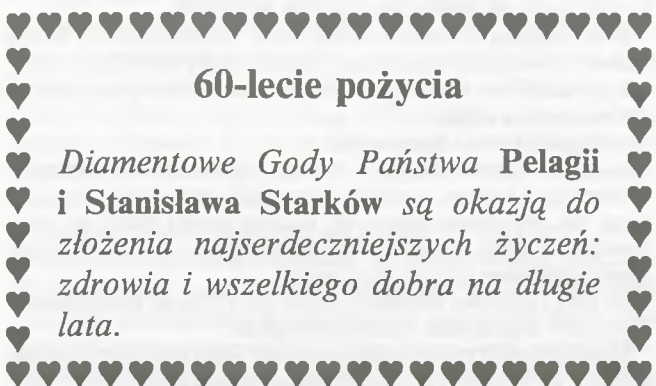 60-lecie pożycia
Diamentowe Gody Państwa Pelagii
i Stanisława Starków są okazją do
złożenia najserdeczniejszych życzeń:
zdrowia i wszelkiego dobra na długie
lata.